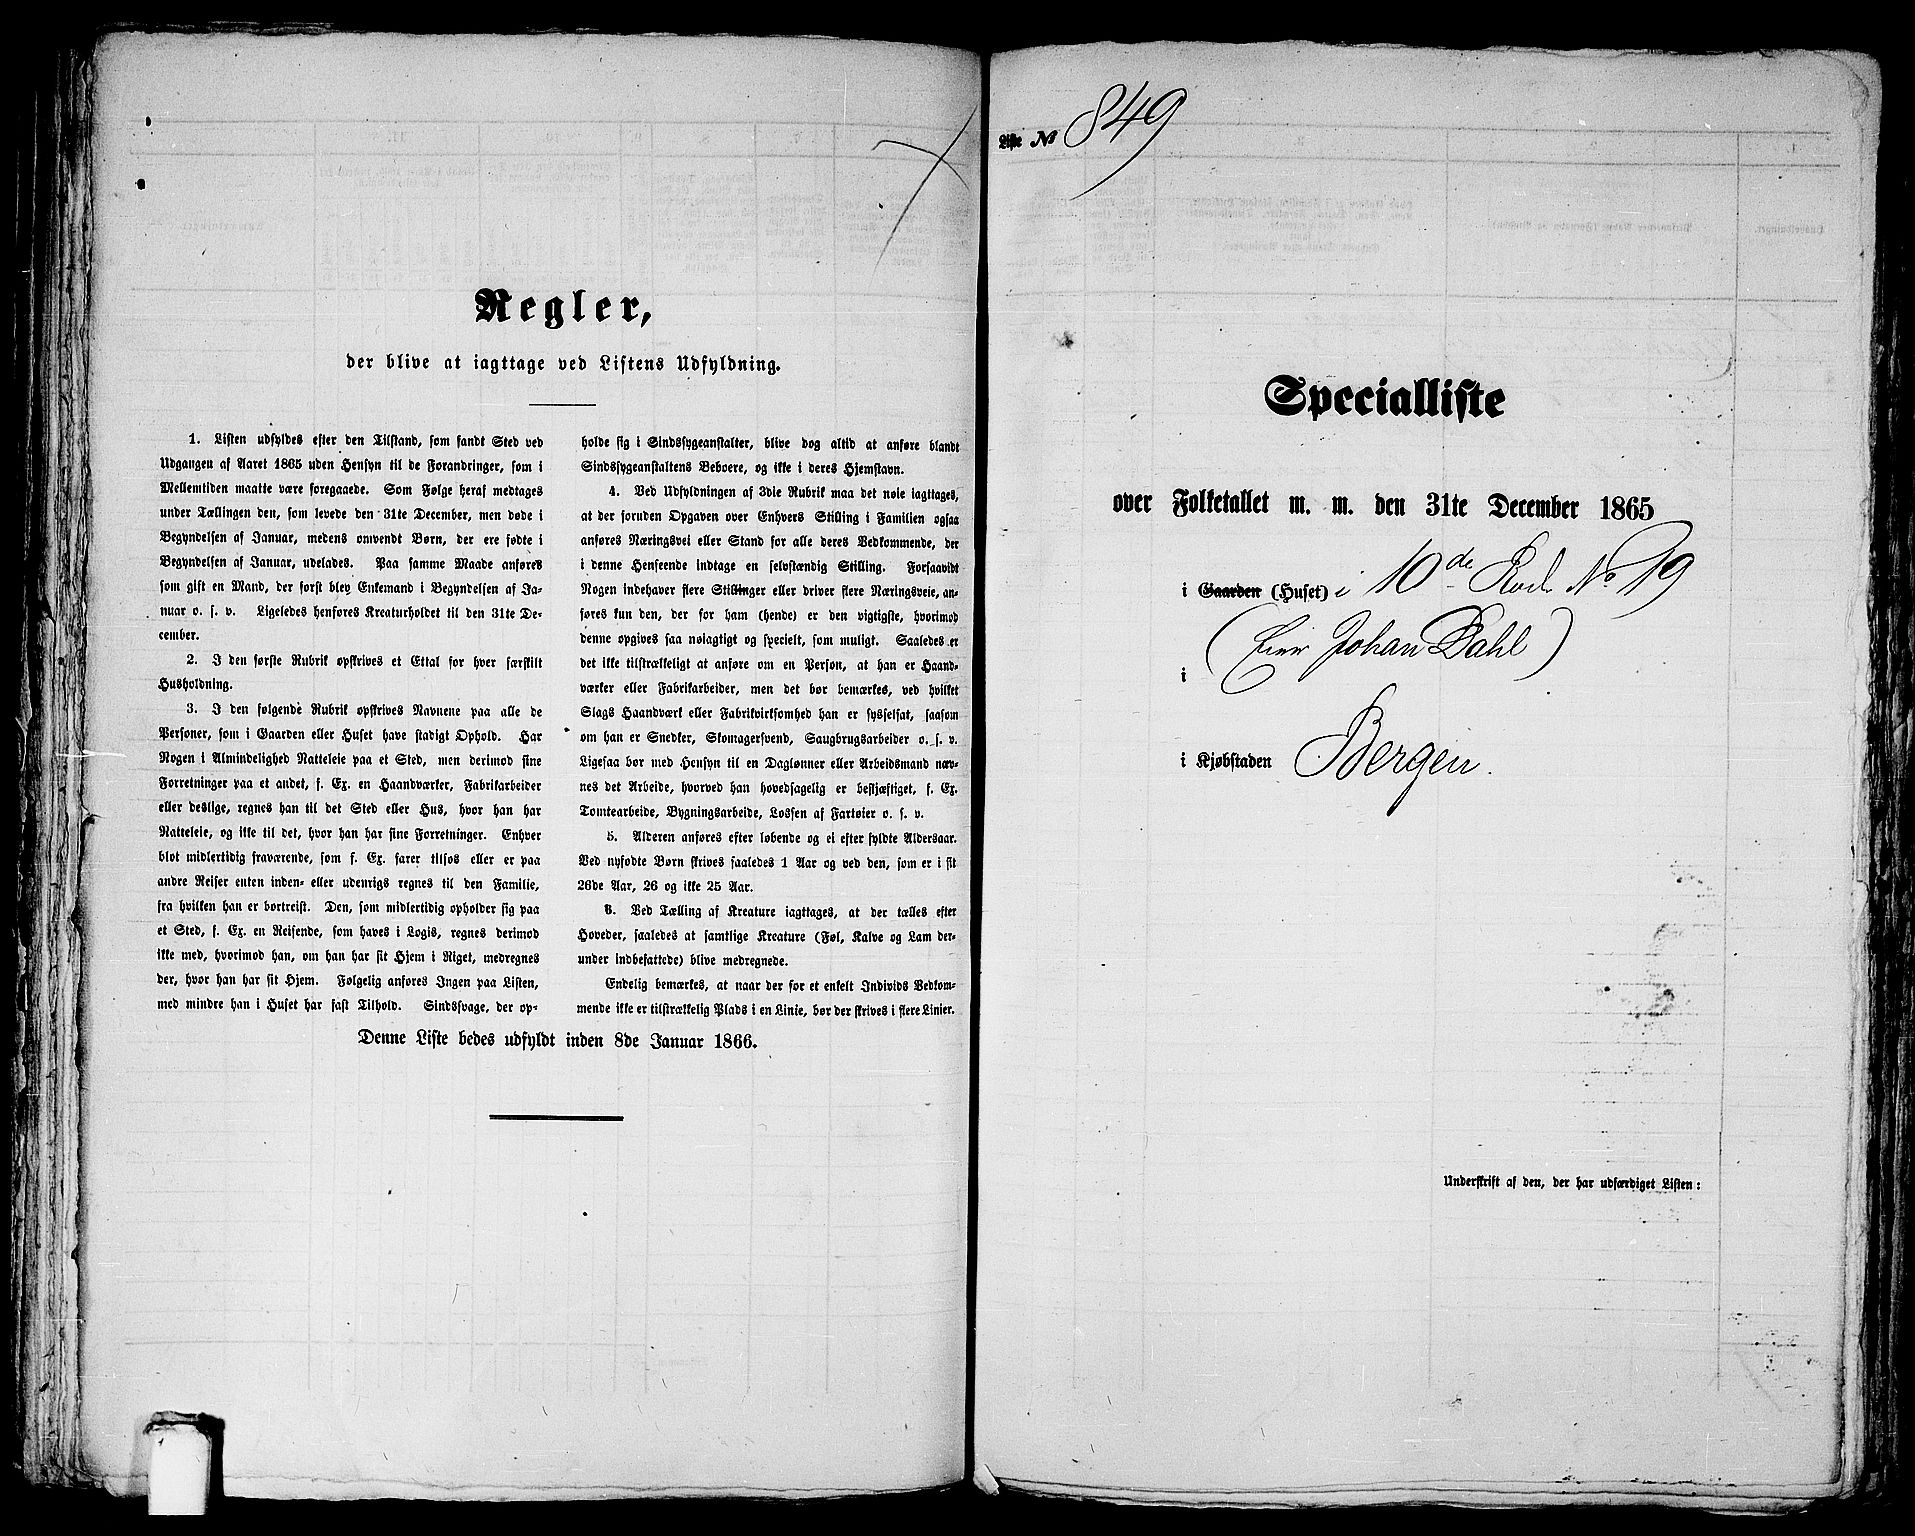 Regler,
der blive at iagttage ved Listens Udfyldning.
1. Listen udfyldes efter den Tilstand, som fandt Sted ved
Udgangen af Aaret 1865 uden Hensyn til de Forandringer, som i
Mellemtiden maatte være foregaaede. Som Følge heraf medtages
under Tællingen den, som levede den 31te December, men døde i
Begyndelsen af Januar, medens omvendt Børn, der ere fødte i
Begyndelsen af Januar, udelades. Paa samme Maade anføres
som gift en Mand, der først blev Enkemand i Begyndelsen af Ja-
nuar o. s. v. Ligeledes henføres Kreaturholdet til den 31te De-
cember.
2. I den første Rubrik opskrives et Ettal for hver særskilt
Husholdning.
3. I den følgende Rubrik opskrives Navnene paa alle de
Personer, som i Gaarden eller Huset have stadigt Ophold. Har
Nogen i Almindelighed Natteleie paa et Sted, men derimod sine
Forretninger paa et andet, f. Ex. en Haandværker, Fabrikarbeider
eller deslige, regnes han til det Sted eller Hus, hvor han har
Natteleie, og ikke til det, hvor han har sine Forretninger. Enhver
blot midlertidig fraværende, som f. Ex. farer tilsøs eller er paa
andre Reiser enten inden- eller udenrigs regnes til den Familie,
fra hvilken han er bortreist. Den, som midlertidig opholder sig paa
et Sted, f. Ex. en Reisende, som haves i Logis, regnes derimod
ikke med, hvorimod han, om han har sit Hjem i Riget, medregnes
der, hvor han har sit Hjem. Følgelig anføres Ingen paa Listen,
med mindre han i Huset har fast Tilhold. Sindssvage, der op-
holde sig i Sindssygeanstalter, blive dog altid at anføre blandt
Sindssygeanstaltens Beboere, og ikke i deres Hjemstavn.
4. Ved Udfyldningen af 3die Rubrik maa det nøie iagttages,
at der foruden Opgaven over Enhvers Stilling i Familien ogsaa
anføres Næringsvei eller Stand for alle deres Vedkommende, der
i denne Henseende indtage en selvstændig Stilling. Forsaavidt
Nogen indehaver flere Stillinger eller driver flere Næringsveie, an-
føres kun den, der for ham (hende) er den vigtigste, hvorimod
denne opgives saa nøiagtigt og specielt, som muligt. Saaledes er
det ikke tilstrækkeligt at anføre om en Person, at han er Haand-
værker eller Fabrikarbeider, men det bør bemærkes, ved hvilket
Slags Haandværk eller Fabrikvirksomhed han er sysselsat, saasom
om han er Snedker, Skomagersvend, Saugbrugsarbeider o. s. v.
Ligesaa bør med Hensyn til en Daglønner eller Arbeidsmand næv-
nes det Arbeide, hvorved han hovedsagelig er beskjæftiget, f. Ex.
Tomtearbeide, Bygningsarbeide, Lossen af Fartøier o. s. v.
5. Alderen anføres efter løbende og ei efter fyldte Aldersaar.
Ved nyfødte Børn skrives saaledes 1 Aar og ved den, som er i sit
26de Aar, 26 og ikke 25 Aar.
6. Ved Tælling af Kreature iagttages, at der tælles efter
Hoveder, saaledes at samtlige Kreature (Føl, Kalve og Lam der-
under indbefattede) blive medregnede.
Endelig bemærkes, at naar der for et enkelt Individs Vedkom-
mende ikke er tilstrækkelig Plads i en Linie, bør der skrives i flere Linier.
Denne Liste bedes udfyldt inden 8de Januar 1866.
Liste № 849
Specialliste
over Folketallet m. m. den 31te December 1865
i Gaarden (Huset) i 10de Rod. No 19
i (Eier Johan Dahl)
i Kjøbstaden Bergen.
Underskrift af den, der har udfærdiget Listen: